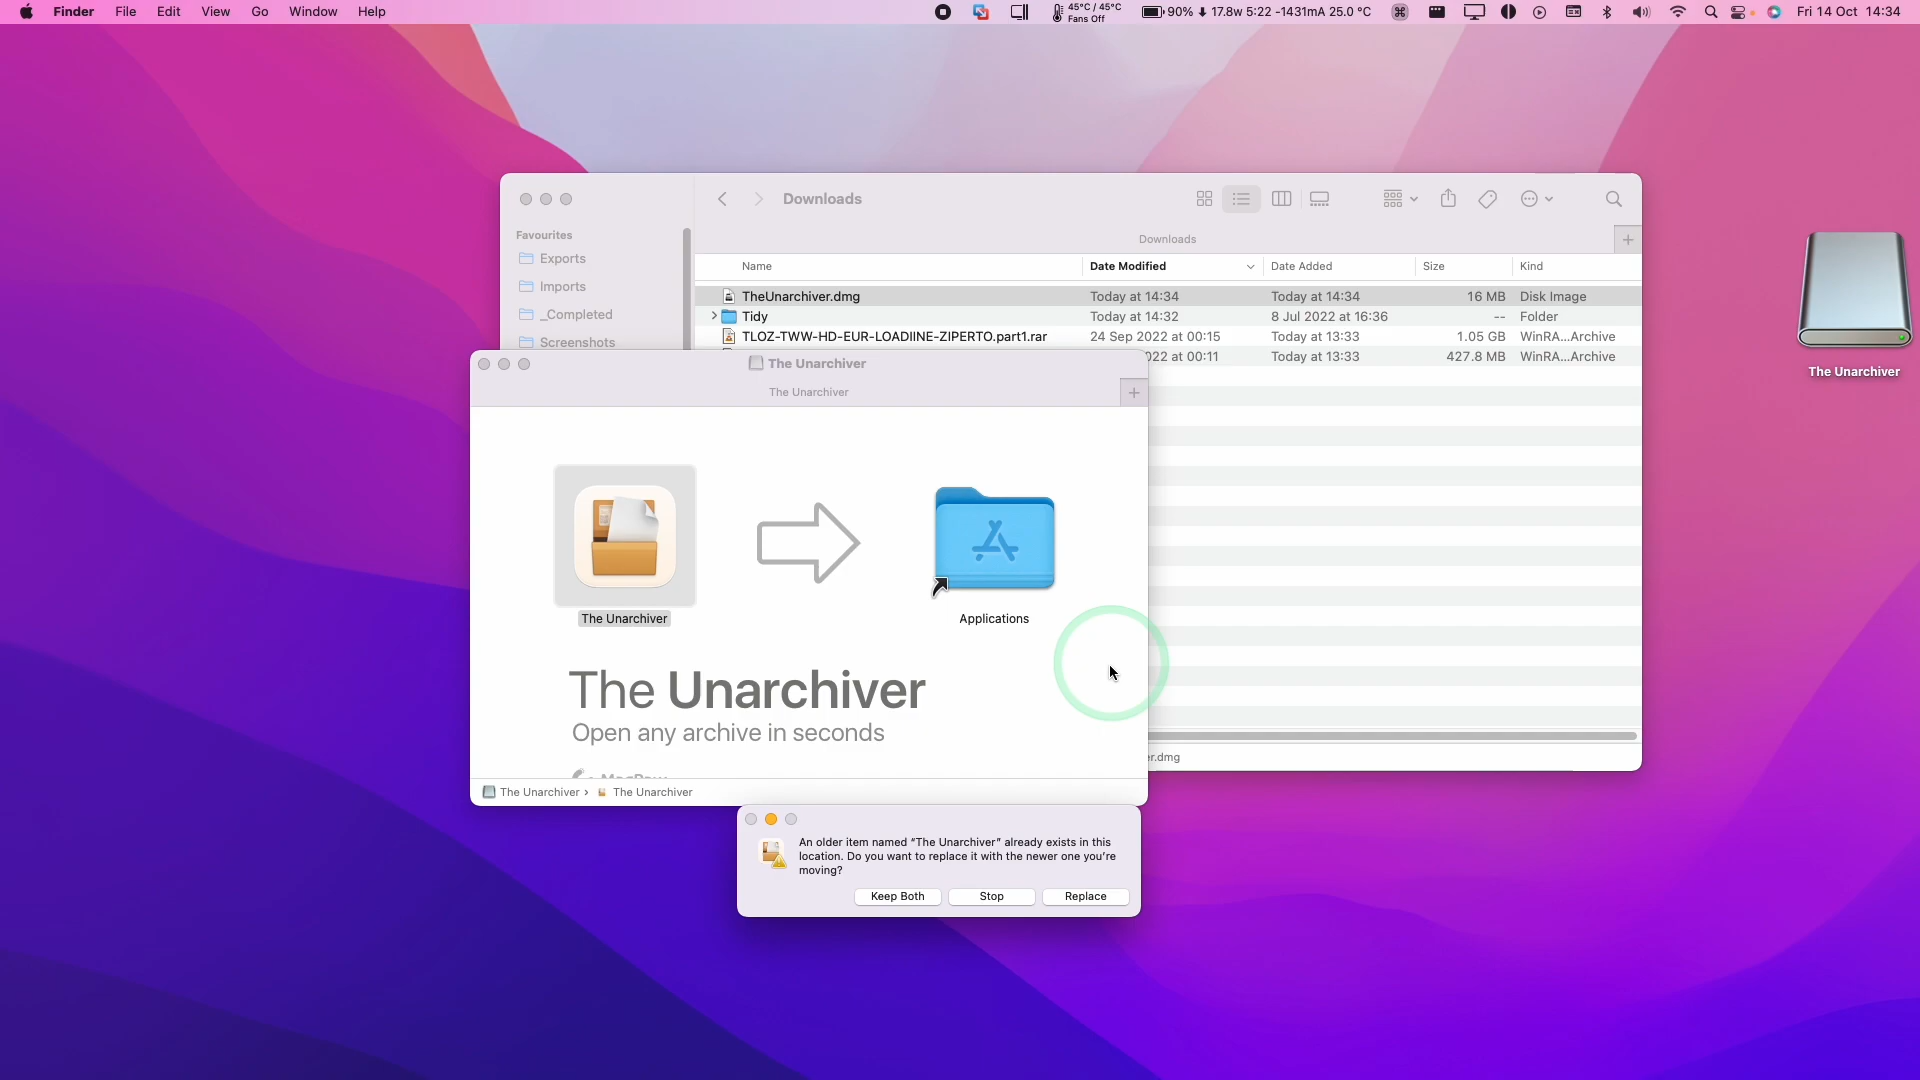 Finder File Edit View Go Window Help
45°C / 45°C
Fans Off
90% 17.8w 5:22 -1431mA 25.0 °C
Fri 14 Oct 14:34
Downloads
Favourites
Exports
Imports
_Completed
Screenshots
Downloads
Name Date Modified Date Added Size Kind
TheUnarchiver.dmg Today at 14:34 Today at 14:34 16 MB Disk Image
Tidy Today at 14:32 8 Jul 2022 at 16:36 -- Folder
TLOZ-TWW-HD-EUR-LOADIINE-ZIPERTO.part1.rar 24 Sep 2022 at 00:15 Today at 13:33 1.05 GB WinRA...Archive
022 at 00:11 Today at 13:33 427.8 MB WinRA...Archive
The Unarchiver
The Unarchiver
The Unarchiver
The Unarchiver
Applications
The Unarchiver
Open any archive in seconds
The Unarchiver › The Unarchiver
er.dmg
An older item named “The Unarchiver” already exists in this
location. Do you want to replace it with the newer one you’re
moving?
Keep Both Stop Replace